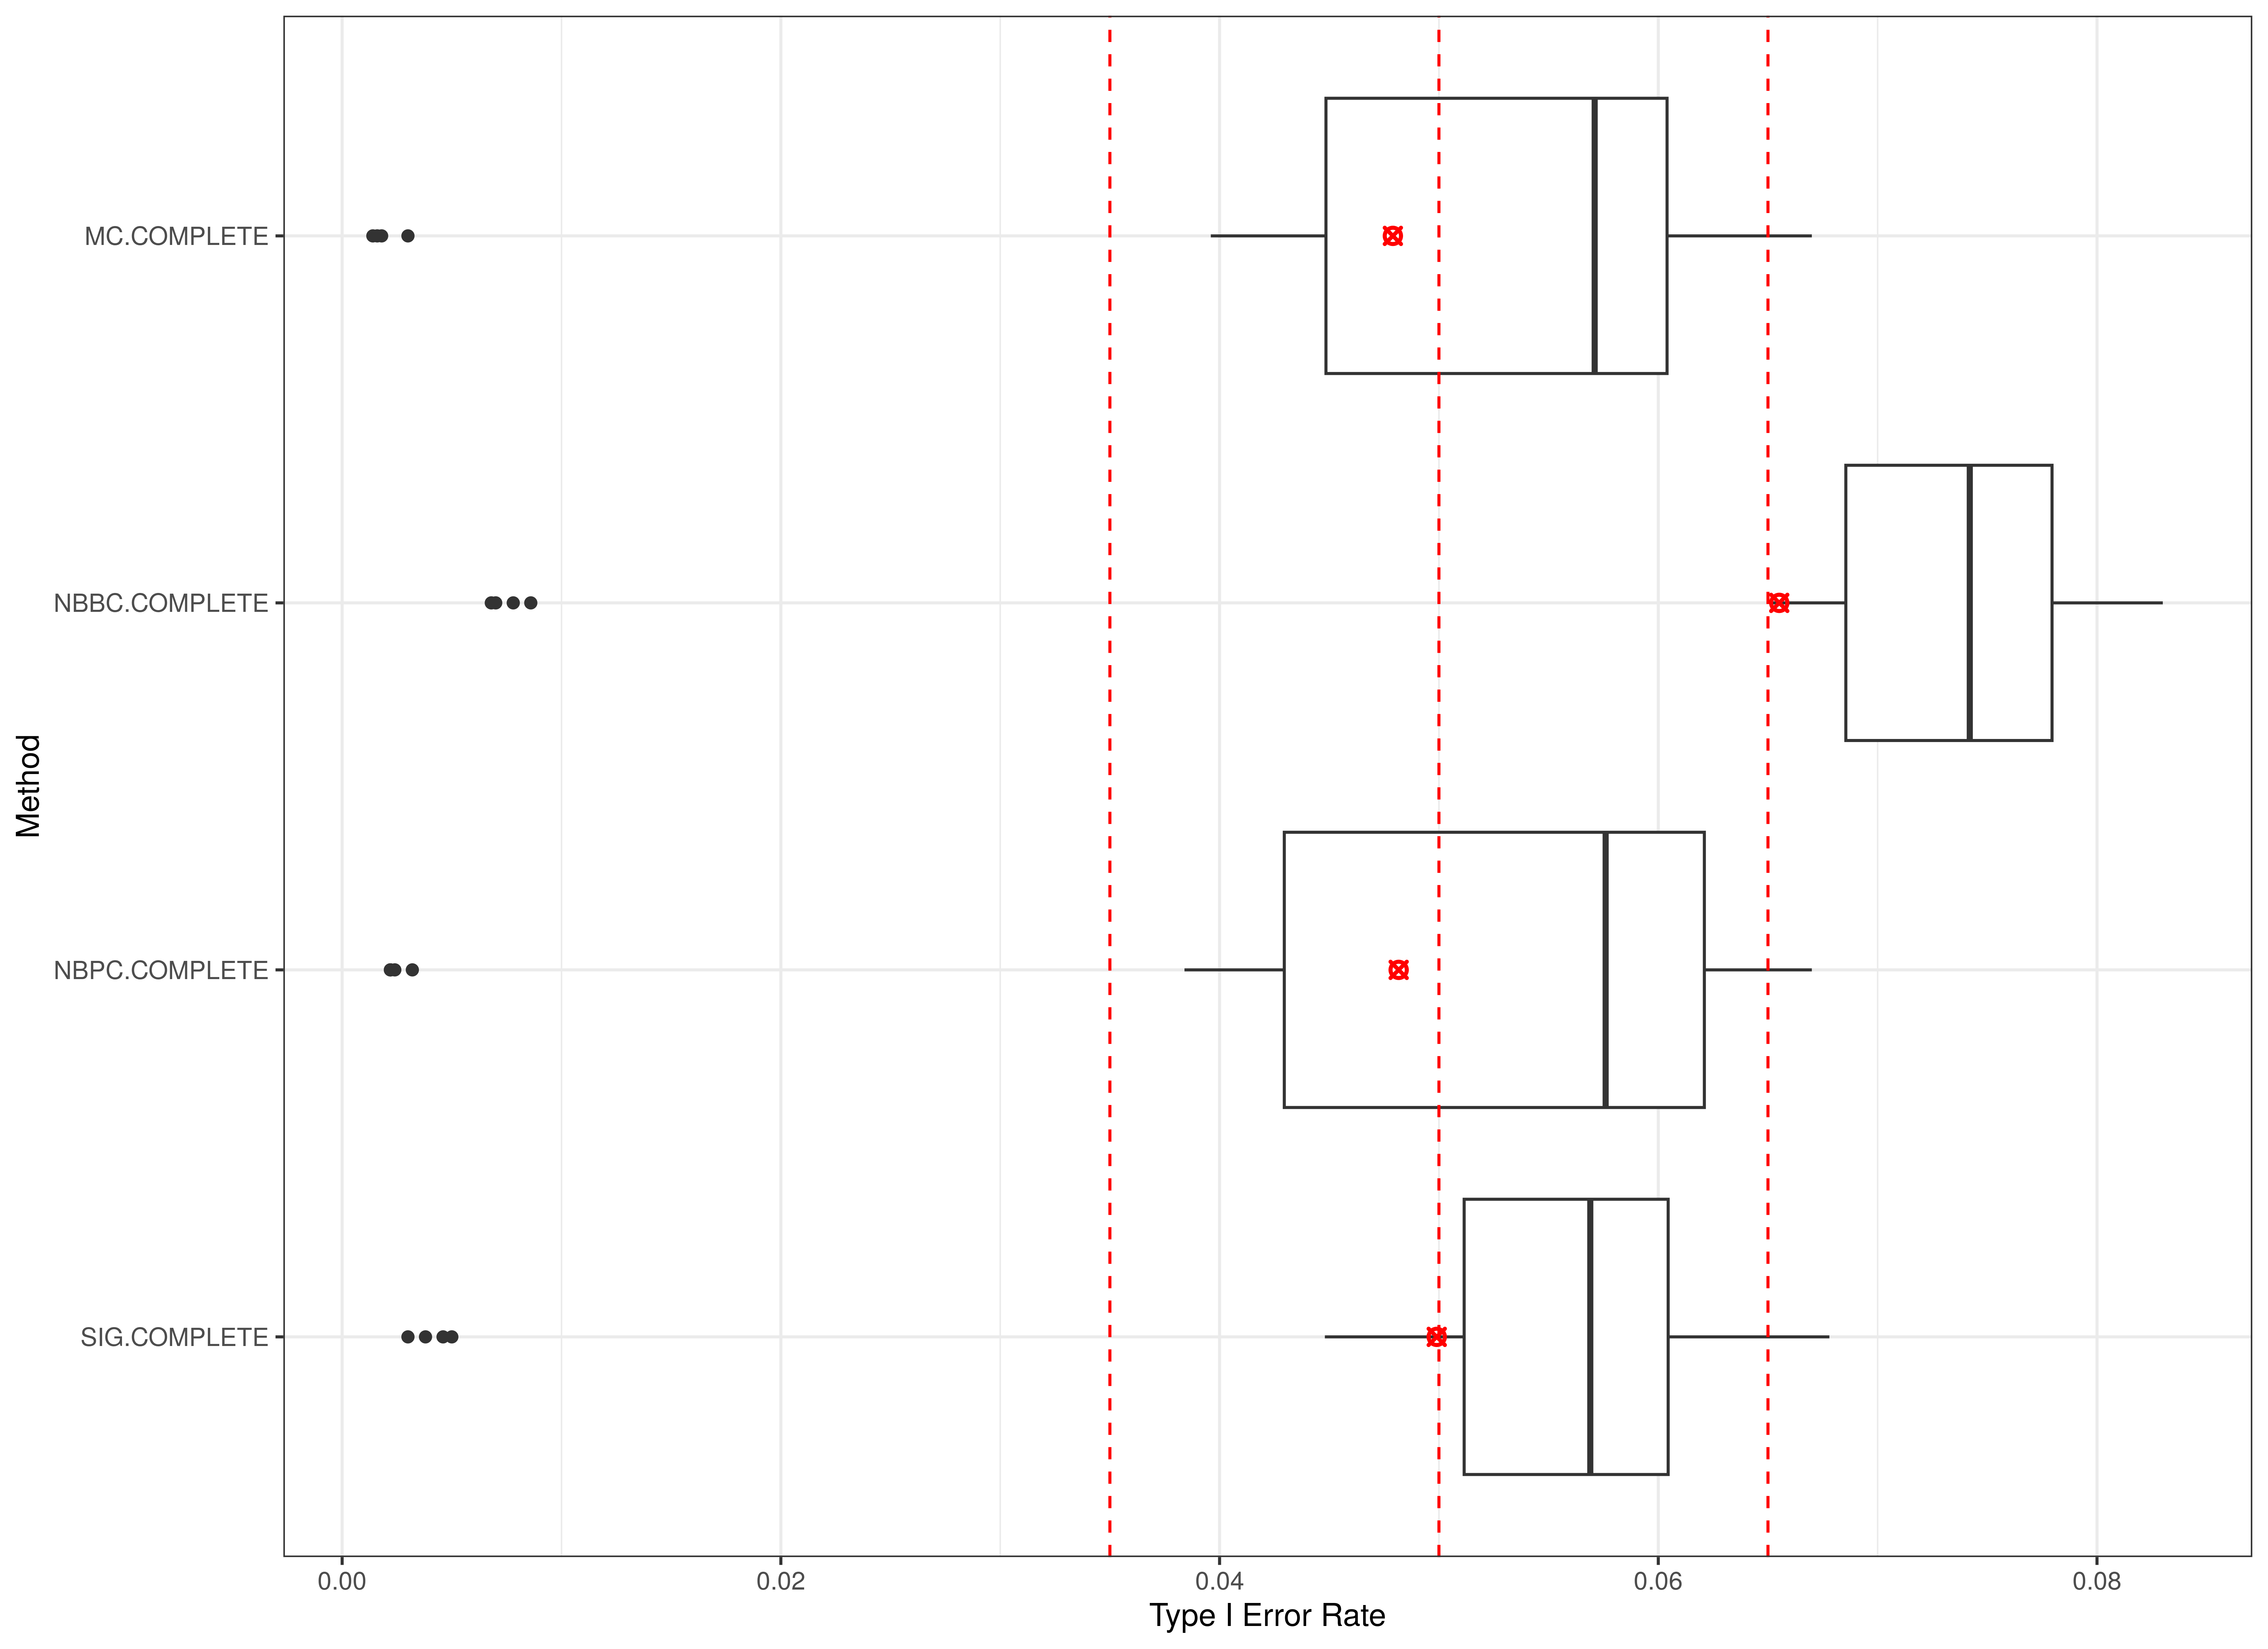 Method
MC.COMPLETE
NBBC.COMPLETE
NBPC.COMPLETE
SIG.COMPLETE
0.00 0.02 0.04 0.06 0.08
Type I Error Rate